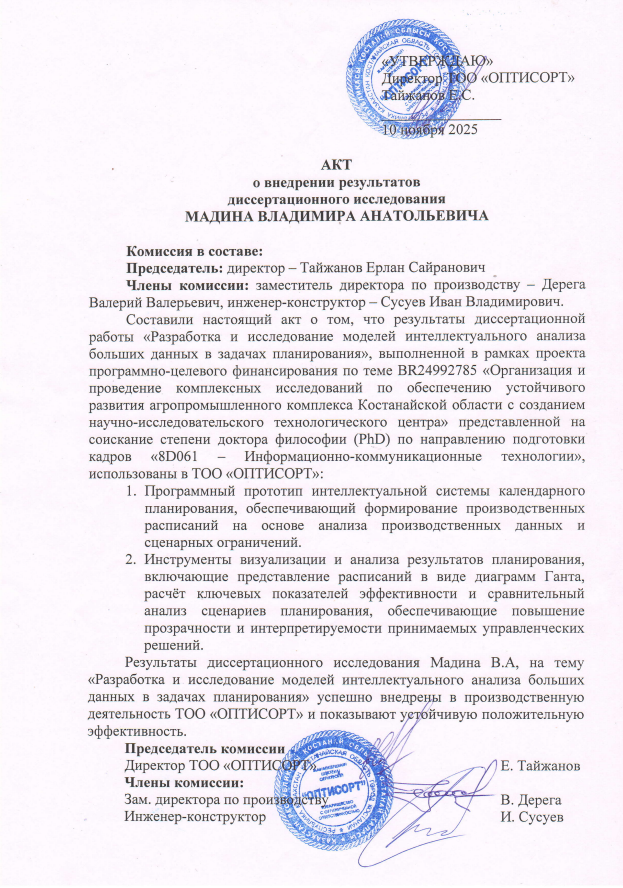 «УТВЕРЖДАЮ»
Директор ТОО «ОПТИСОРТ»
Тайжанов Е.С.
10 ноября 2025
АКТ
о внедрении результатов
диссертационного исследования
МАДИНА ВЛАДИМИРА АНАТОЛЬЕВИЧА
Комиссия в составе:
Председатель: директор – Тайжанов Ерлан Сайранович
Члены комиссии: заместитель директора по производству – Дерега
Валерий Валерьевич, инженер-конструктор – Сусуев Иван Владимирович.
Составили настоящий акт о том, что результаты диссертационной
работы «Разработка и исследование моделей интеллектуального анализа
больших данных в задачах планирования», выполненной в рамках проекта
программно-целевого финансирования по теме BR24992785 «Организация и
проведение комплексных исследований по обеспечению устойчивого
развития агропромышленного комплекса Костанайской области с созданием
научно-исследовательского технологического центра» представленной на
соискание степени доктора философии (PhD) по направлению подготовки
кадров «8D061 – Информационно-коммуникационные технологии»,
использованы в ТОО «ОПТИСОРТ»:
1. Программный прототип интеллектуальной системы календарного
планирования, обеспечивающий формирование производственных
расписаний на основе анализа производственных данных и
сценарных ограничений.
2. Инструменты визуализации и анализа результатов планирования,
включающие представление расписаний в виде диаграмм Ганта,
расчёт ключевых показателей эффективности и сравнительный
анализ сценариев планирования, обеспечивающие повышение
прозрачности и интерпретируемости принимаемых управленческих
решений.
Результаты диссертационного исследования Мадина В.А, на тему
«Разработка и исследование моделей интеллектуального анализа больших
данных в задачах планирования» успешно внедрены в производственную
деятельность ТОО «ОПТИСОРТ» и показывают устойчивую положительную
эффективность.
Председатель комиссии
Директор ТОО «ОПТИСОРТ» Е. Тайжанов
Члены комиссии:
Зам. директора по производству В. Дерега
Инженер-конструктор И. Сусуев
"ОПТИСОРТ"